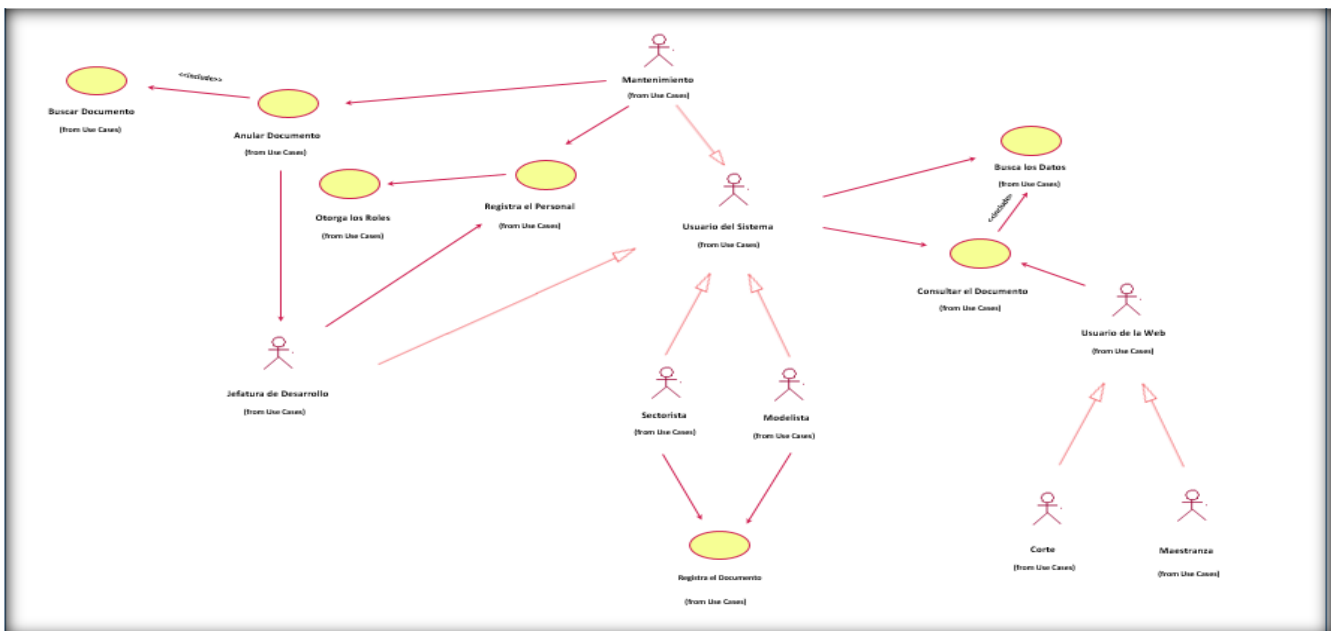 Mantenimiento
(from Use Cases)
<<include>>
Buscar Documento
(from Use Cases)
Anular Documento
(from Use Cases)
Otorga los Roles
(from Use Cases)
Registra el Personal
(from Use Cases)
Usuario del Sistema
(from Use Cases)
Busca los Datos
(from Use Cases)
<<include>>
Consultar el Documento
(from Use Cases)
Usuario de la Web
(from Use Cases)
Jefatura de Desarrollo
(from Use Cases)
Sectorista
(from Use Cases)
Modelista
(from Use Cases)
Registra el Documento
(from Use Cases)
Corte
(from Use Cases)
Maestranza
(from Use Cases)